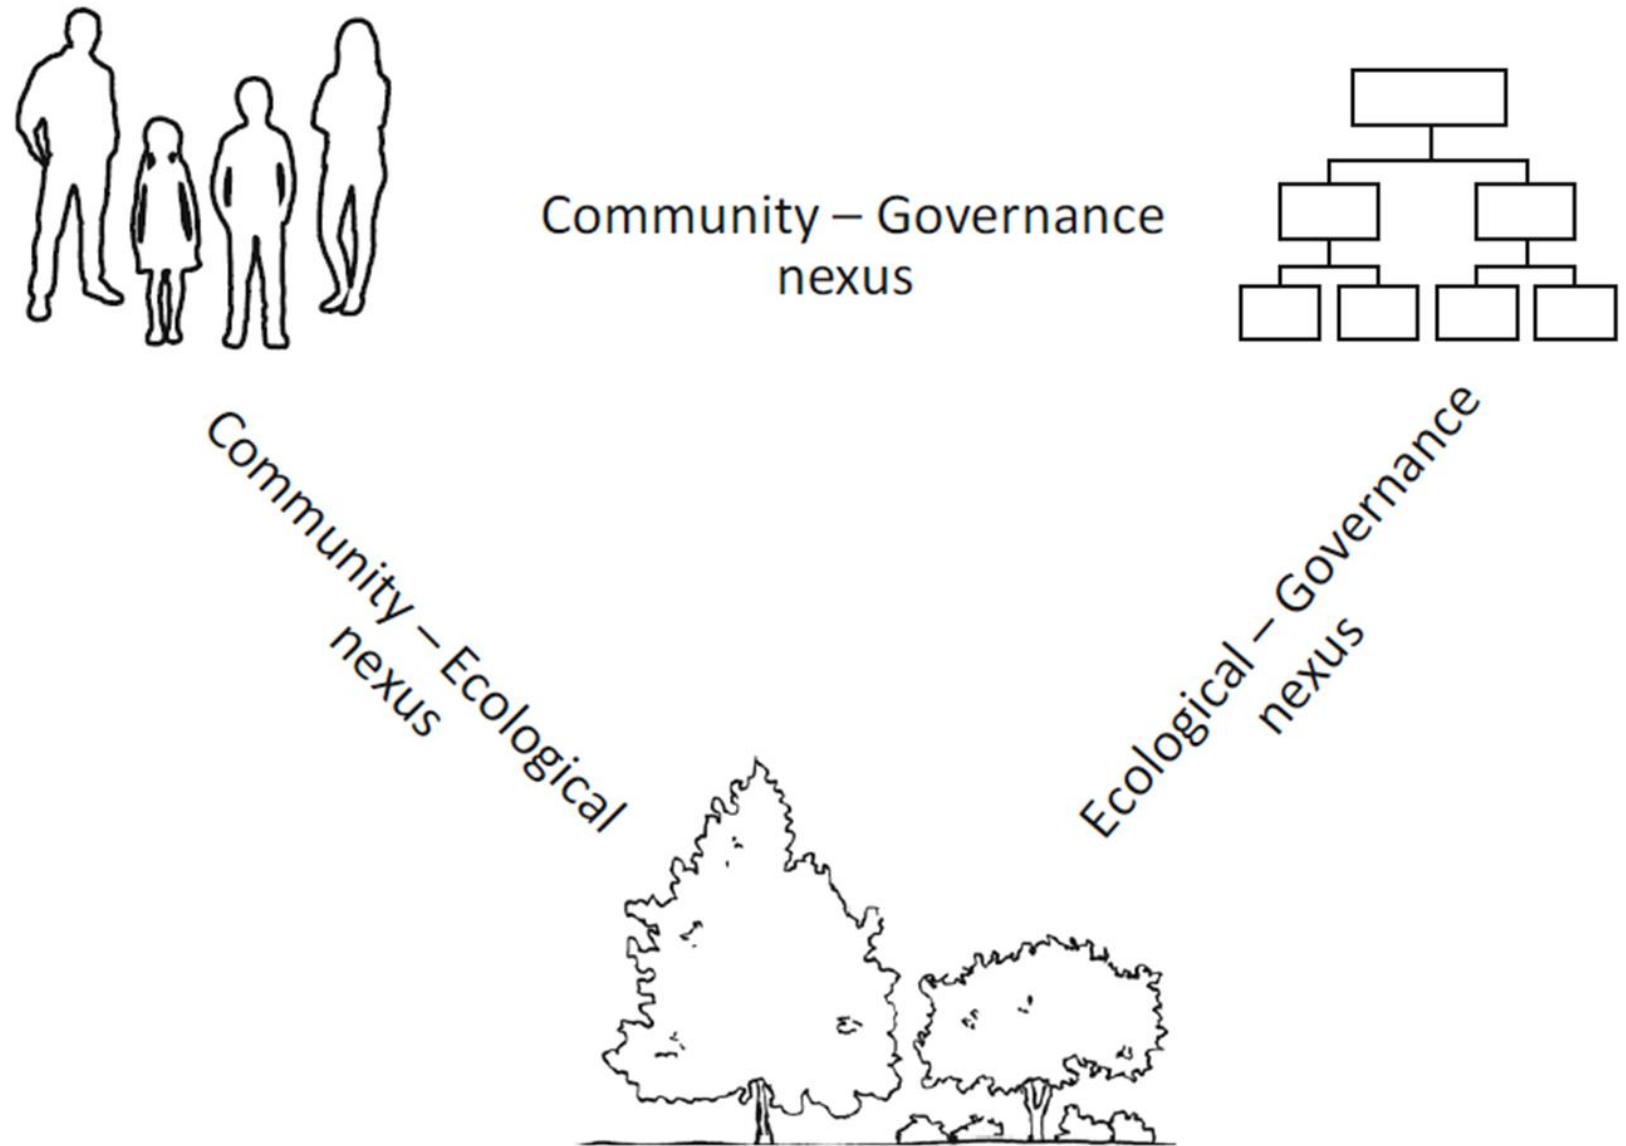 Community – Governance
nexus
Community – Ecological
nexus
Ecological – Governance
nexus